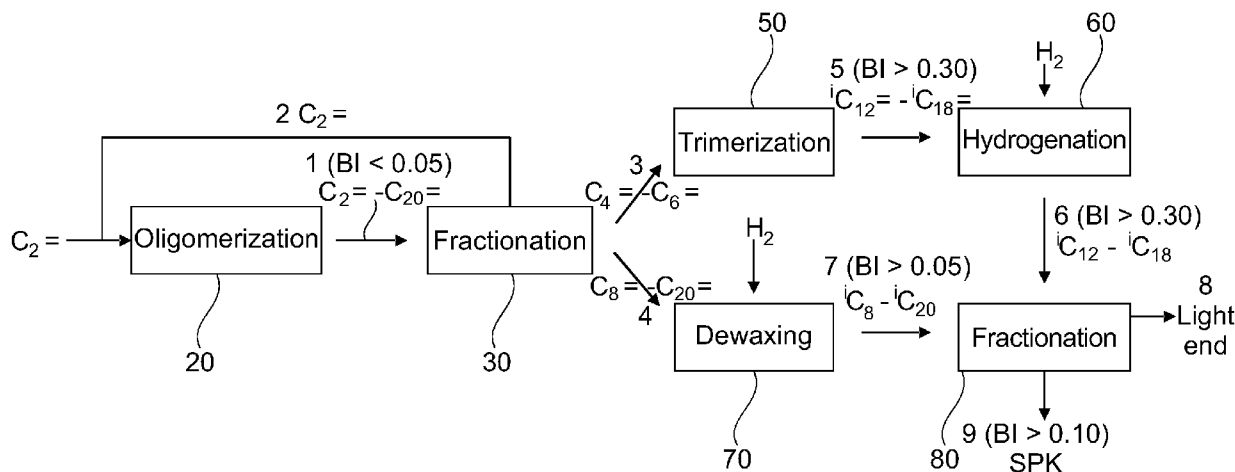 50
60
H2
5 (BI > 0.30)
iC12= -iC18=
Trimerization
Hydrogenation
2 C2=
1 (BI < 0.05)
C2= -C20=
3
C4= -C6=
C2=
Oligomerization
Fractionation
H2
6 (BI > 0.30)
iC12 - iC18
7 (BI > 0.05)
iC8 - iC20
C8= -C20=
4
8
Light
end
Dewaxing
Fractionation
20
30
70
80
9 (BI > 0.10)
SPK